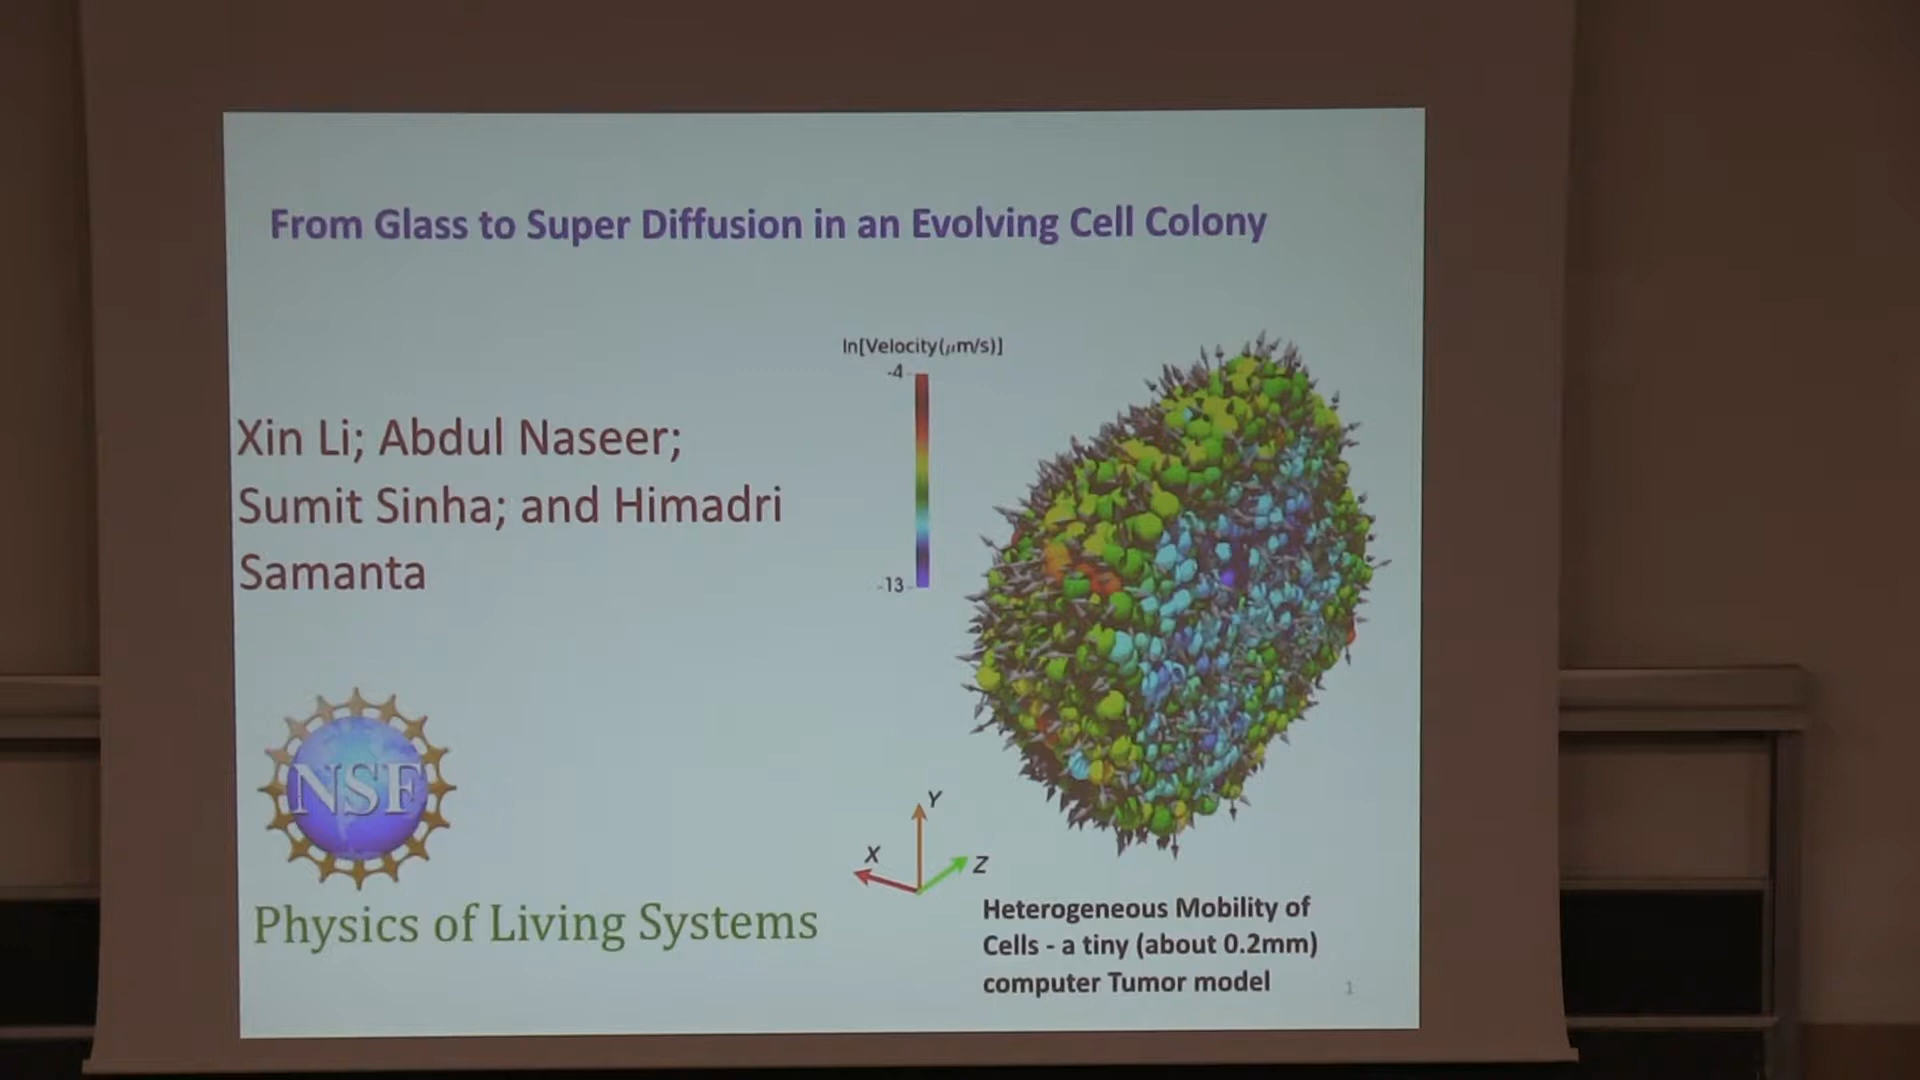 From Glass to Super Diffusion in an Evolving Cell Colony
ln[Velocity(μm/s)]
-4
-13
Xin Li; Abdul Naseer;
Sumit Sinha; and Himadri
Samanta
NSF
Physics of Living Systems
Y
X
Z
Heterogeneous Mobility of
Cells - a tiny (about 0.2mm)
computer Tumor model
1